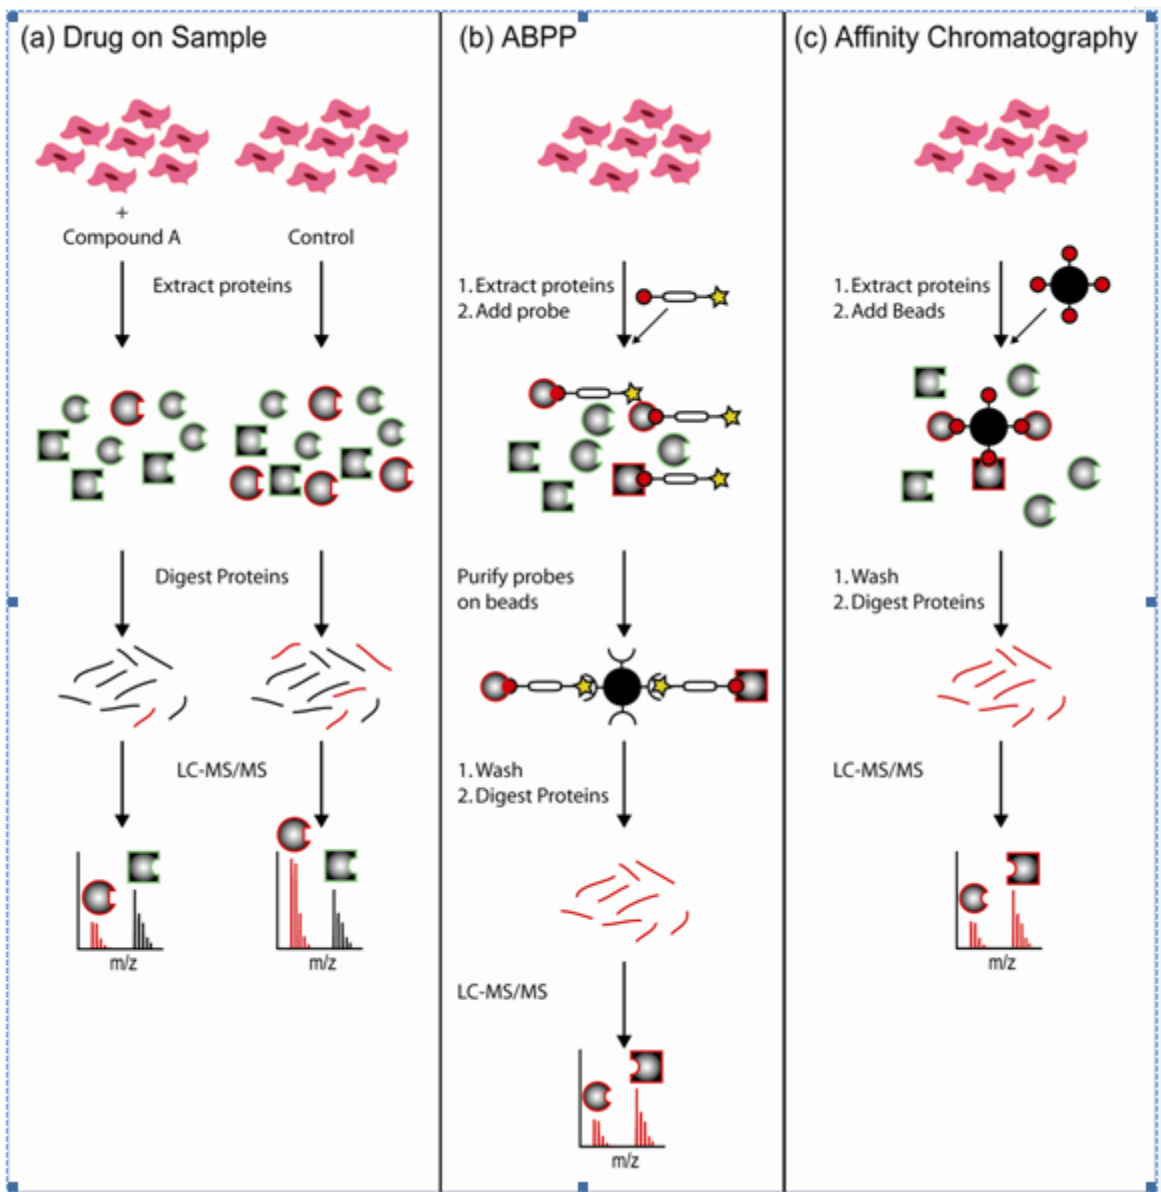 (a) Drug on Sample
+
Compound A
Control
Extract proteins
Digest Proteins
LC-MS/MS
m/z
m/z
(b) ABPP
1. Extract proteins
2. Add probe
Purify probes
on beads
1. Wash
2. Digest Proteins
LC-MS/MS
m/z
(c) Affinity Chromatography
1. Extract proteins
2. Add Beads
1. Wash
2. Digest Proteins
LC-MS/MS
m/z